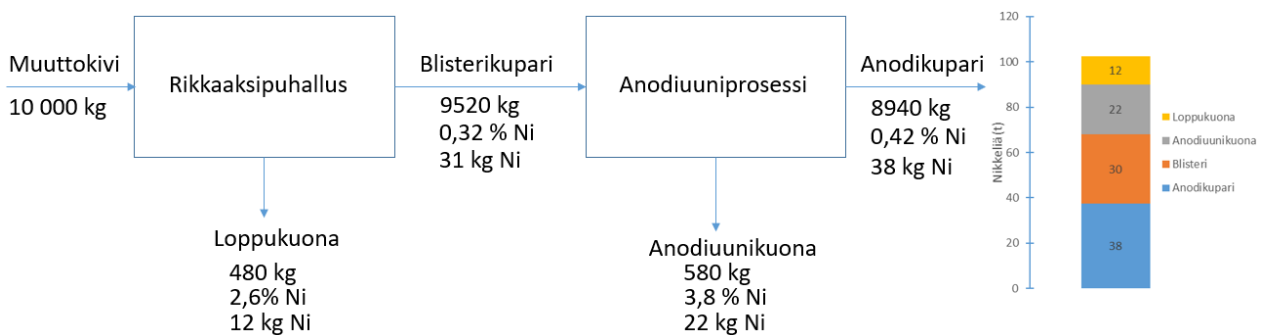 Muuttokivi
10 000 kg
Rikkaaksipuhallus
Blisterikupari
9520 kg
0,32 % Ni
31 kg Ni
Anodiuuniprosessi
Anodikupari
8940 kg
0,42 % Ni
38 kg Ni
Loppukuona
480 kg
2,6% Ni
12 kg Ni
Anodiuunikuona
580 kg
3,8 % Ni
22 kg Ni
Nikkeliä (t)
120
100
80
60
40
20
0
12
22
30
38
Loppukuona
Anodiuunikuona
Blisteri
Anodikupari